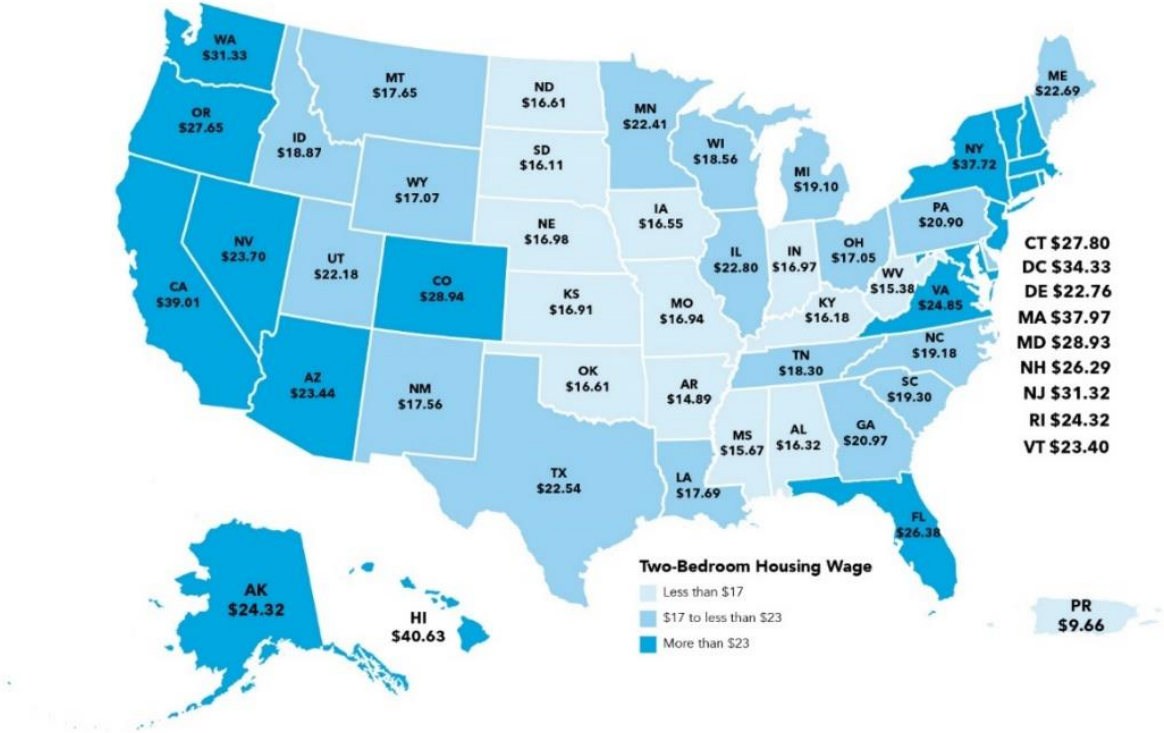 WA
$31.33
MT
$17.65
ND
$16.61
MN
$22.41
ME
$22.69
OR
$27.65
ID
$18.87
SD
$16.11
WI
$18.56
MI
$19.10
NY
$37.72
WY
$17.07
IA
$16.55
PA
$20.90
NE
$16.98
NV
$23.70
UT
$22.18
CO
$28.94
IL
$22.80
IN
$16.97
OH
$17.05
WV
$15.38
VA
$24.85
CA
$39.01
KS
$16.91
MO
$16.94
KY
$16.18
NC
$19.18
TN
$18.30
SC
$19.30
AZ
$23.44
NM
$17.56
OK
$16.61
AR
$14.89
MS
$15.67
AL
$16.32
GA
$20.97
TX
$22.54
LA
$17.69
FL
$26.38
CT $27.80
DC $34.33
DE $22.76
MA $37.97
MD $28.93
NH $26.29
NJ $31.32
RI $24.32
VT $23.40
AK
$24.32
HI
$40.63
Two-Bedroom Housing Wage
Less than $17
$17 to less than $23
More than $23
PR
$9.66